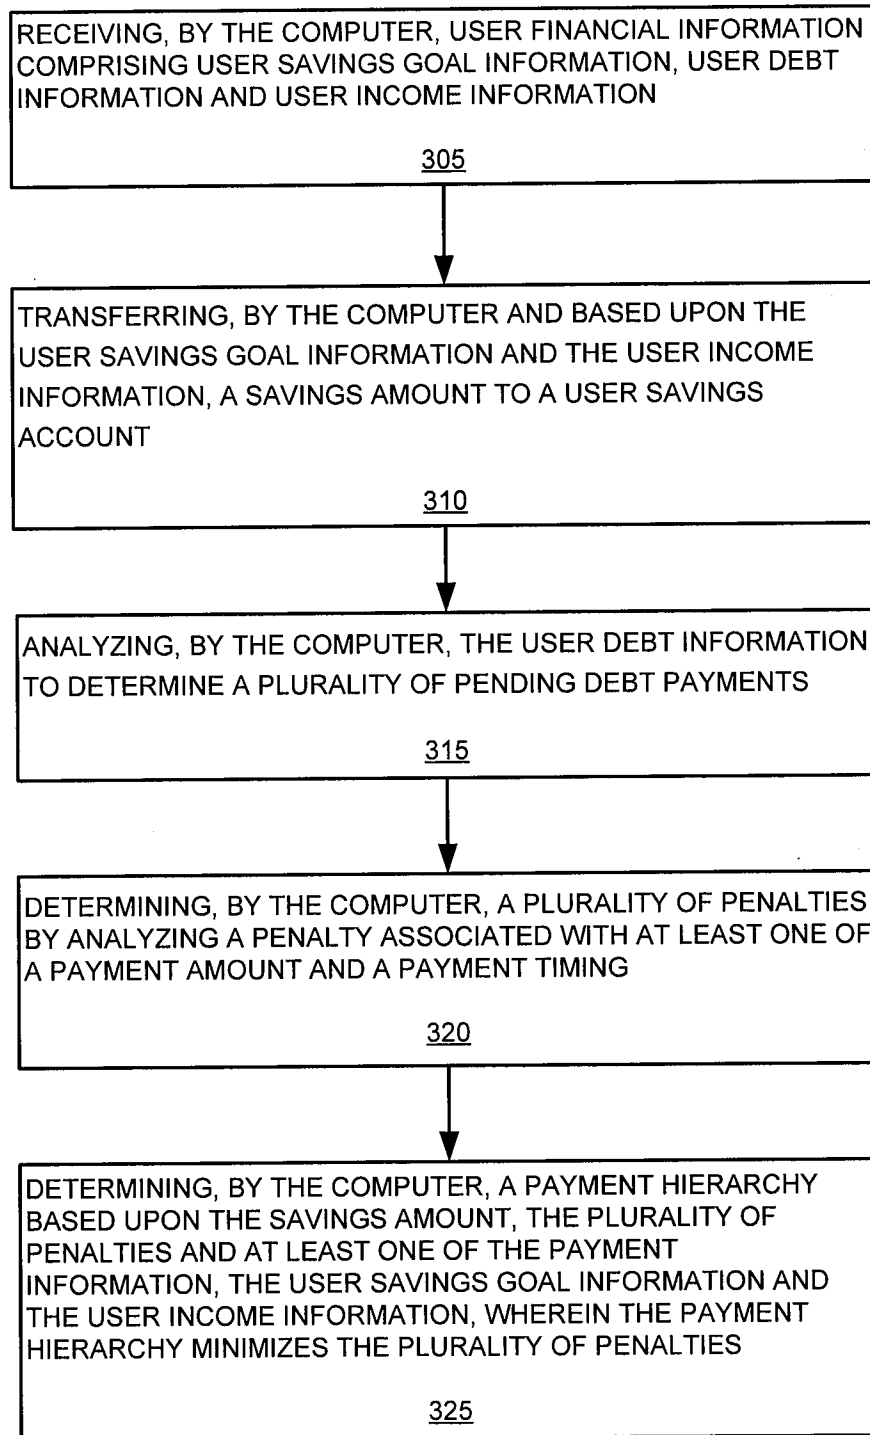 RECEIVING, BY THE COMPUTER, USER FINANCIAL INFORMATION
COMPRISING USER SAVINGS GOAL INFORMATION, USER DEBT
INFORMATION AND USER INCOME INFORMATION
305
TRANSFERRING, BY THE COMPUTER AND BASED UPON THE
USER SAVINGS GOAL INFORMATION AND THE USER INCOME
INFORMATION, A SAVINGS AMOUNT TO A USER SAVINGS
ACCOUNT
310
ANALYZING, BY THE COMPUTER, THE USER DEBT INFORMATION
TO DETERMINE A PLURALITY OF PENDING DEBT PAYMENTS
315
DETERMINING, BY THE COMPUTER, A PLURALITY OF PENALTIES
BY ANALYZING A PENALTY ASSOCIATED WITH AT LEAST ONE OF
A PAYMENT AMOUNT AND A PAYMENT TIMING
320
DETERMINING, BY THE COMPUTER, A PAYMENT HIERARCHY
BASED UPON THE SAVINGS AMOUNT, THE PLURALITY OF
PENALTIES AND AT LEAST ONE OF THE PAYMENT
INFORMATION, THE USER SAVINGS GOAL INFORMATION AND
THE USER INCOME INFORMATION, WHEREIN THE PAYMENT
HIERARCHY MINIMIZES THE PLURALITY OF PENALTIES
325